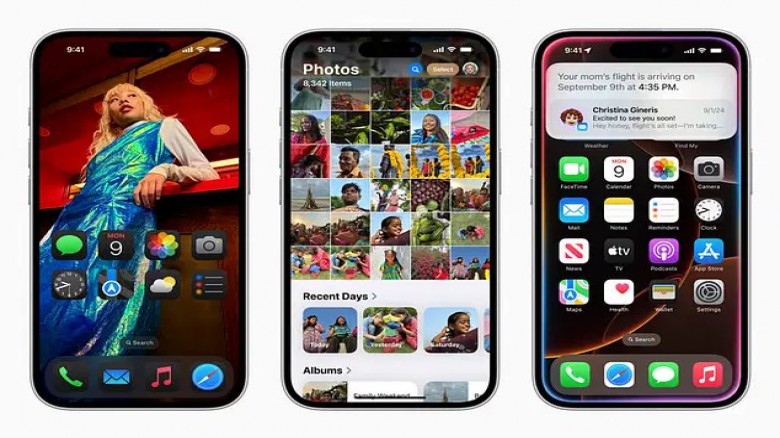 9:41
MON
9
Search
9:41
Photos
8,342 Items
Select
Recent Days >
Today
Yesterday
Saturday
Albums >
Family Weekend
9:41
Your mom's flight is arriving on
September 9th at 4:35 PM.
Christina Gineris
9/1/24
Excited to see you soon!
Hey honey, flight's all set—I'm taking...
Weather
Find My
MON
9
FaceTime
Calendar
Photos
Camera
Mail
Notes
Reminders
Clock
tv
News
TV
Podcasts
App Store
Maps
Health
Wallet
Settings
Search